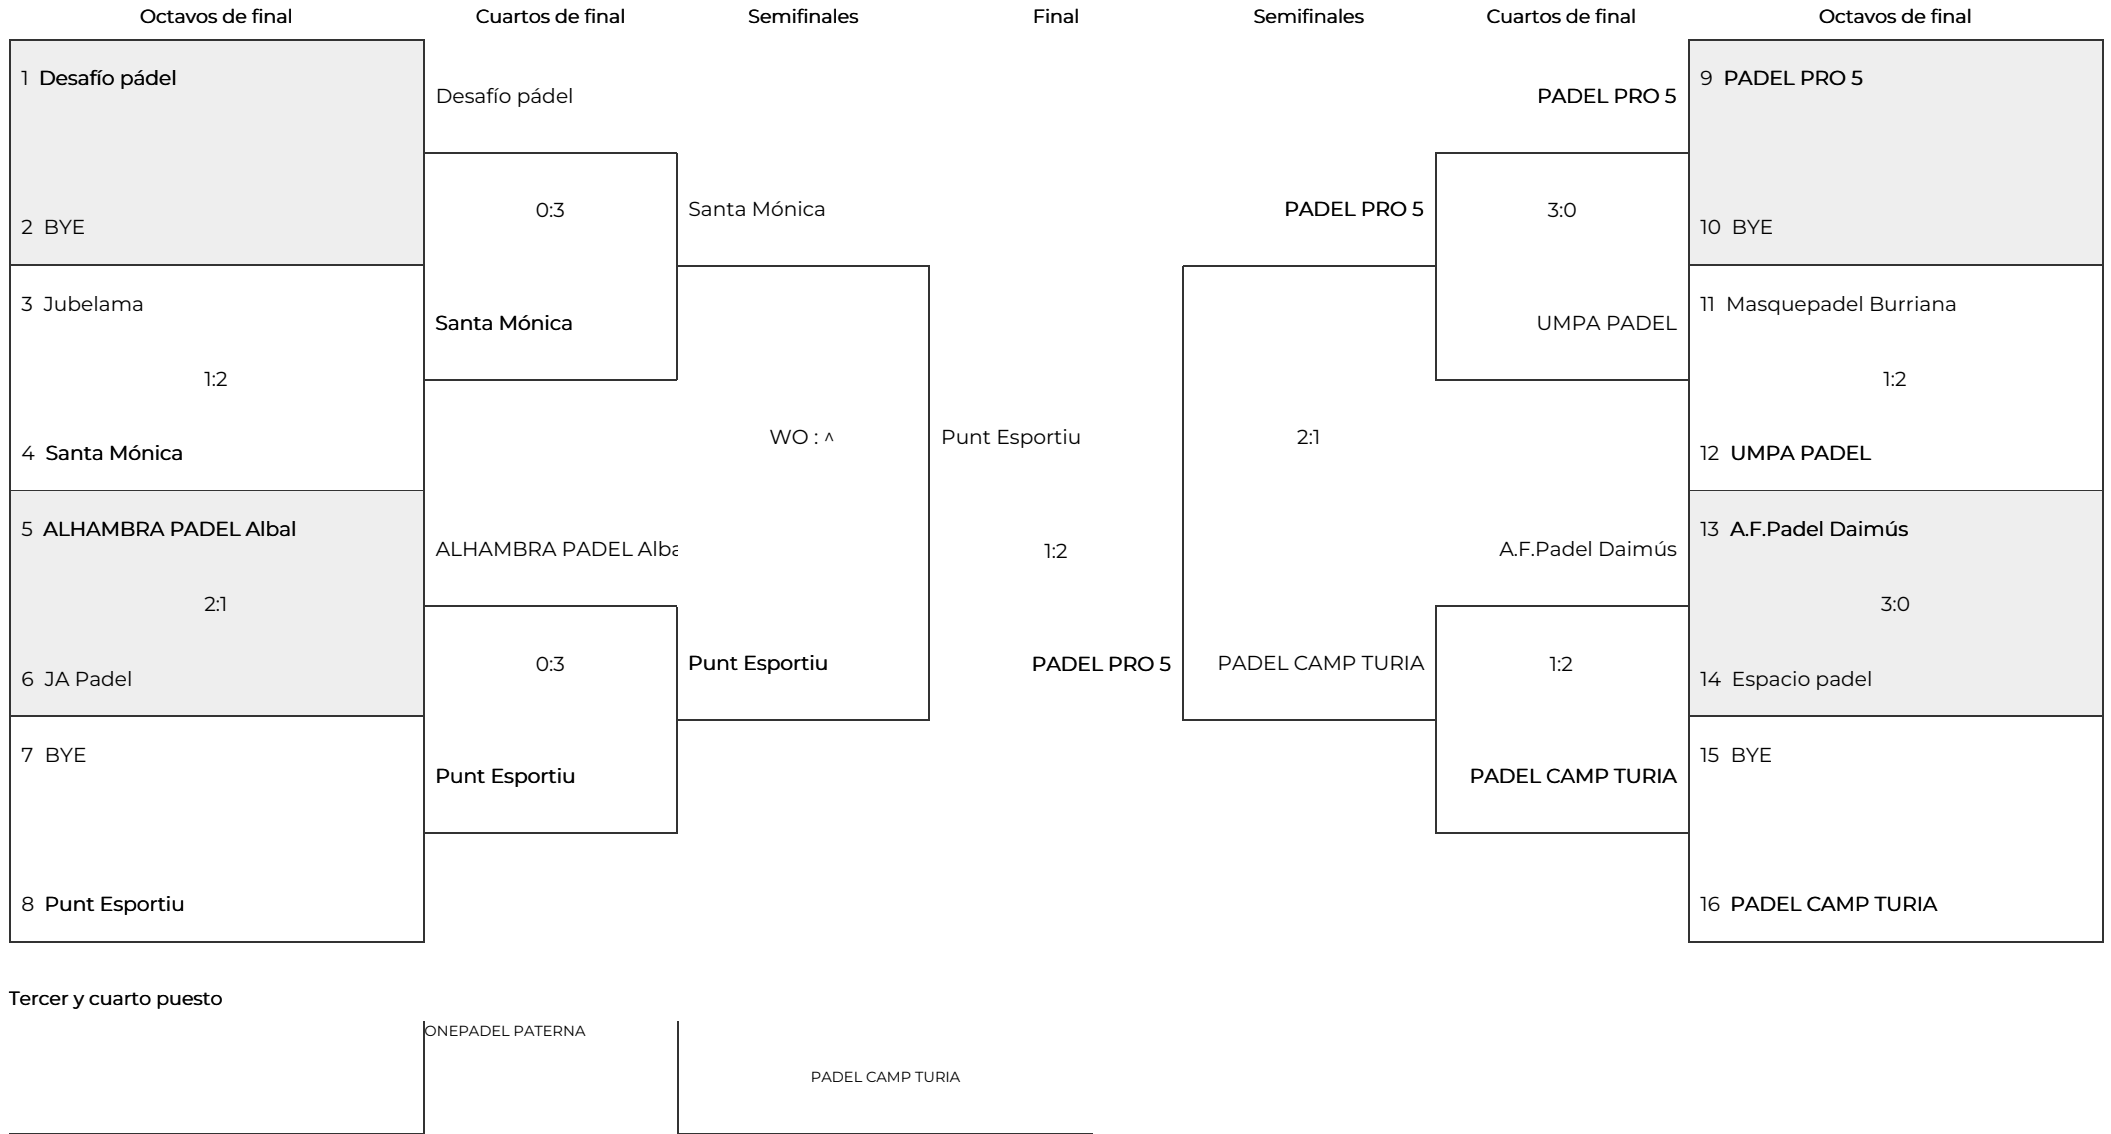 Octavos de final
Cuartos de final
Semifinales
Final
Semifinales
Cuartos de final
Octavos de final
1 Desafío pádel
2 BYE
3 Jubelama
1:2
4 Santa Mónica
5 ALHAMBRA PADEL Albal
2:1
6 JA Padel
7 BYE
8 Punt Esportiu
Desafío pádel
0:3
Santa Mónica
ALHAMBRA PADEL Alba
0:3
Punt Esportiu
Santa Mónica
WO : ^
Punt Esportiu
Punt Esportiu
1:2
PADEL PRO 5
PADEL PRO 5
2:1
PADEL CAMP TURIA
PADEL PRO 5
3:0
UMPA PADEL
A.F.Padel Daimús
1:2
PADEL CAMP TURIA
9 PADEL PRO 5
10 BYE
11 Masquepadel Burriana
1:2
12 UMPA PADEL
13 A.F.Padel Daimús
3:0
14 Espacio padel
15 BYE
16 PADEL CAMP TURIA
Tercer y cuarto puesto
ONEPADEL PATERNA
PADEL CAMP TURIA